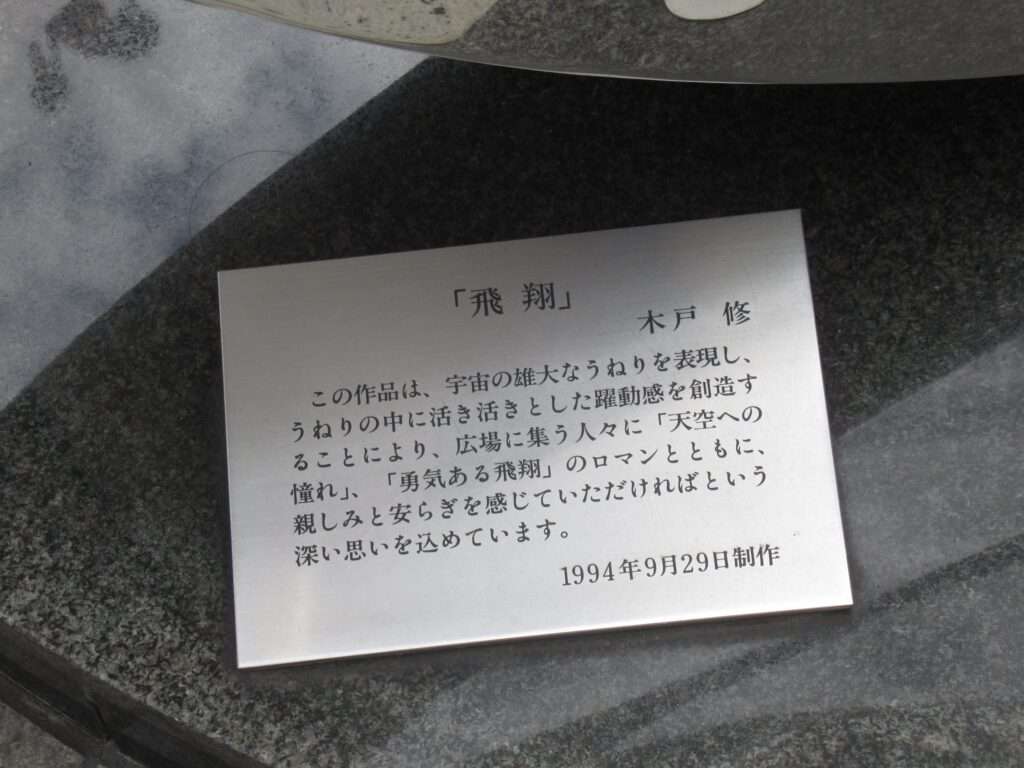 「飛 翔」
木戸 修
この作品は、宇宙の雄大なうねりを表現し、
うねりの中に活き活きとした躍動感を創造す
ることにより、広場に集う人々に「天空への
憧れ」、「勇気ある飛翔」のロマンとともに、
親しみと安らぎを感じていただければという
深い思いを込めています。
1994年9月29日制作